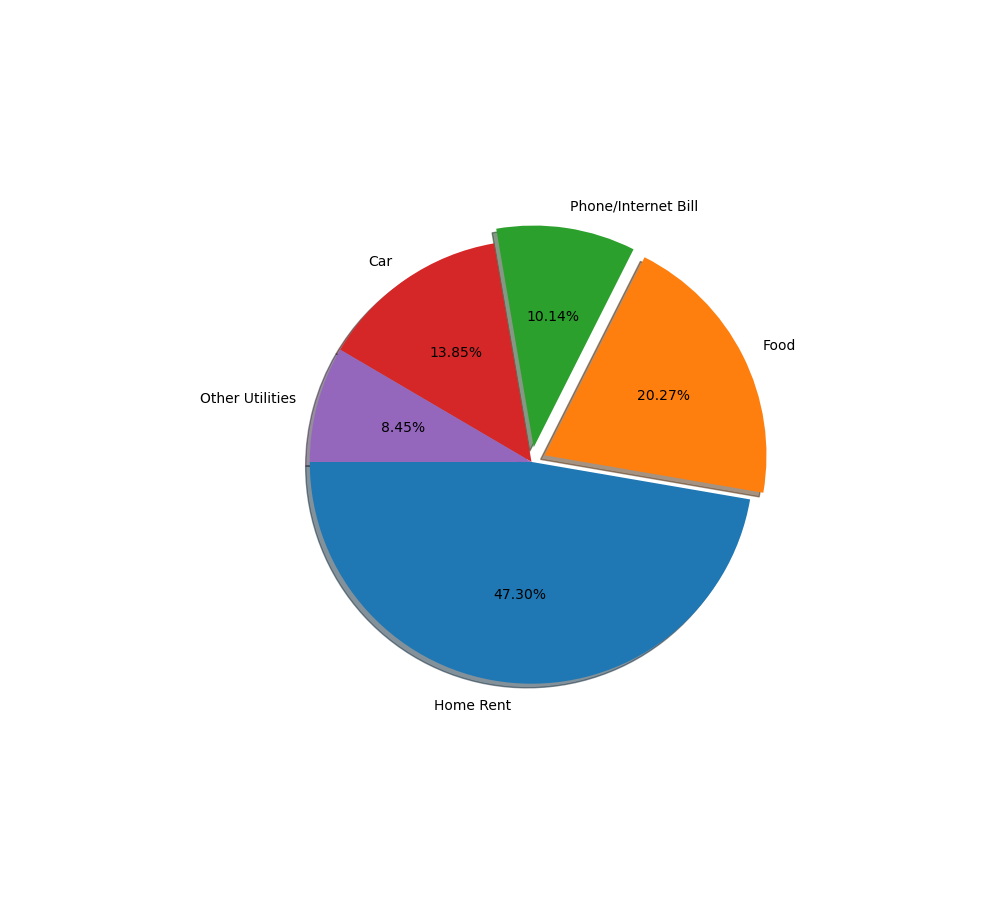 Phone/Internet Bill
Car
10.14%
Food
13.85%
20.27%
Other Utilities
8.45%
47.30%
Home Rent